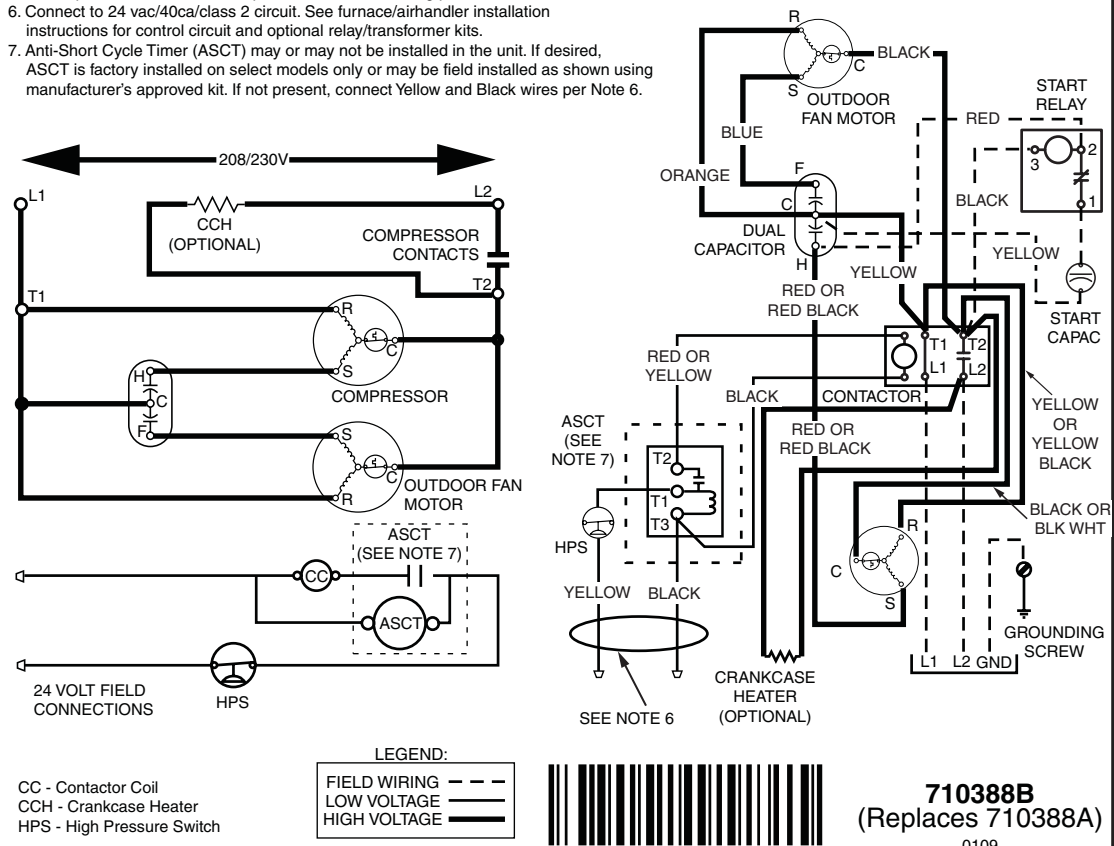 6. Connect to 24 vac/40ca/class 2 circuit. See furnace/airhandler installation
instructions for control circuit and optional relay/transformer kits.
7. Anti-Short Cycle Timer (ASCT) may or may not be installed in the unit. If desired,
ASCT is factory installed on select models only or may be field installed as shown using
manufacturer's approved kit. If not present, connect Yellow and Black wires per Note 6.
208/230V
L1
L2
CCH
(OPTIONAL)
COMPRESSOR
CONTACTS
T1
T2
R
C
S
COMPRESSOR
H
C
F
S
C
R
OUTDOOR FAN
MOTOR
ASCT
(SEE NOTE 7)
CC
ASCT
24 VOLT FIELD
CONNECTIONS
HPS
R
C
S
BLACK
OUTDOOR
FAN MOTOR
START
RELAY
RED
3
2
1
BLUE
ORANGE
F
C
H
DUAL
CAPACITOR
BLACK
YELLOW
YELLOW
START
CAPAC
RED OR
RED BLACK
T1
T2
L1
L2
CONTACTOR
RED OR
YELLOW
BLACK
ASCT
(SEE
NOTE 7)
T2
T1
T3
HPS
RED OR
RED BLACK
YELLOW
OR
YELLOW
BLACK
BLACK OR
BLK WHT
R
C
S
YELLOW
BLACK
SEE NOTE 6
CRANKCASE
HEATER
(OPTIONAL)
L1
L2
GND
GROUNDING
SCREW
CC - Contactor Coil
CCH - Crankcase Heater
HPS - High Pressure Switch
LEGEND:
FIELD WIRING
LOW VOLTAGE
HIGH VOLTAGE
710388B
(Replaces 710388A)
0109